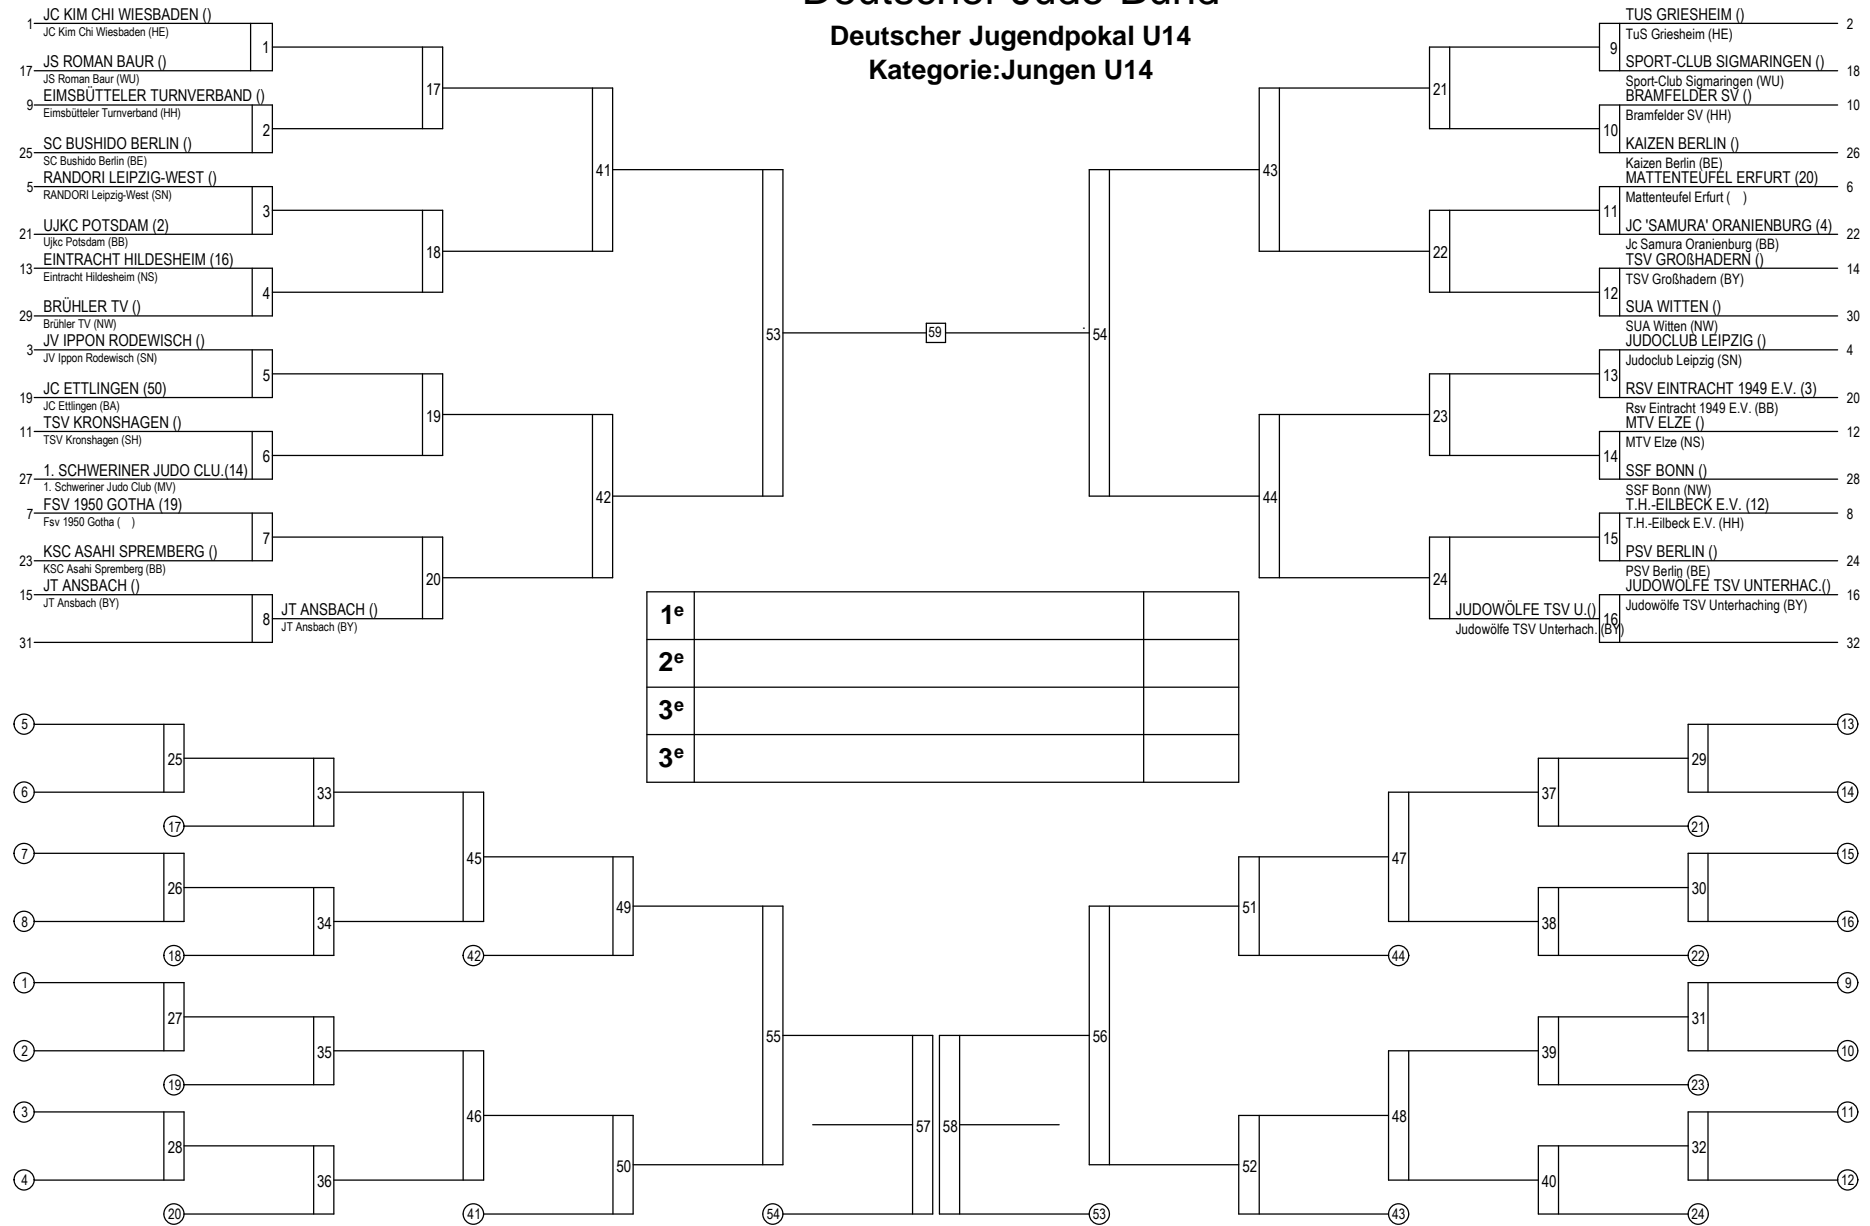 Deutscher Judo-Bund
Deutscher Jugendpokal U14
Kategorie:Jungen U14
1 JC KIM CHI WIESBADEN ()
JC Kim Chi Wiesbaden (HE)
1
17 JS ROMAN BAUR ()
JS Roman Baur (WU)
17
9 EIMSBÜTTELER TURNVERBAND ()
Eimsbütteler Turnverband (HH)
2
25 SC BUSHIDO BERLIN ()
SC Bushido Berlin (BE)
41
5 RANDORI LEIPZIG-WEST ()
RANDORI Leipzig-West (SN)
3
21 UJKC POTSDAM (2)
Ujkc Potsdam (BB)
18
13 EINTRACHT HILDESHEIM (16)
Eintracht Hildesheim (NS)
4
29 BRÜHLER TV ()
Brühler TV (NW)
53
3 JV IPPON RODEWISCH ()
JV Ippon Rodewisch (SN)
5
19 JC ETTLINGEN (50)
JC Ettlingen (BA)
19
11 TSV KRONSHAGEN ()
TSV Kronshagen (SH)
6
27 1. SCHWERINER JUDO CLU.(14)
1. Schweriner Judo Club (MV)
42
7 FSV 1950 GOTHA (19)
Fsv 1950 Gotha ( )
7
23 KSC ASAHI SPREMBERG ()
KSC Asahi Spremberg (BB)
20
15 JT ANSBACH ()
JT Ansbach (BY)
8
JT ANSBACH ()
JT Ansbach (BY)
31
59
TUS GRIESHEIM () 2
TuS Griesheim (HE)
9
SPORT-CLUB SIGMARINGEN () 18
Sport-Club Sigmaringen (WU)
21
BRAMFELDER SV () 10
Bramfelder SV (HH)
10
KAIZEN BERLIN () 26
Kaizen Berlin (BE)
43
MATTENTEUFEL ERFURT (20) 6
Mattenteufel Erfurt ( )
11
JC 'SAMURA' ORANIENBURG (4) 22
Jc Samura Oranienburg (BB)
22
TSV GROßHADERN () 14
TSV Großhadern (BY)
12
SUA WITTEN () 30
SUA Witten (NW)
54
JUDOCLUB LEIPZIG () 4
Judoclub Leipzig (SN)
13
RSV EINTRACHT 1949 E.V. (3) 20
Rsv Eintracht 1949 E.V. (BB)
23
MTV ELZE () 12
MTV Elze (NS)
14
SSF BONN () 28
SSF Bonn (NW)
44
T.H.-EILBECK E.V. (12) 8
T.H.-Eilbeck E.V. (HH)
15
PSV BERLIN () 24
PSV Berlin (BE)
24
JUDOWÖLFE TSV UNTERHAC.() 16
Judowölfe TSV Unterhaching (BY)
16
JUDOWÖLFE TSV U.()
Judowölfe TSV Unterhach. (BY)
32
1e
2e
3e
3e
5
25
6
33
17
7
45
26
8
34
49
18
42
1
27
2
35
55
19
3
46
28
4
36
50
20
41
54
57
58
53
13
29
14
37
21
15
47
30
16
38
51
22
44
9
31
10
39
56
23
11
48
32
12
40
52
24
43